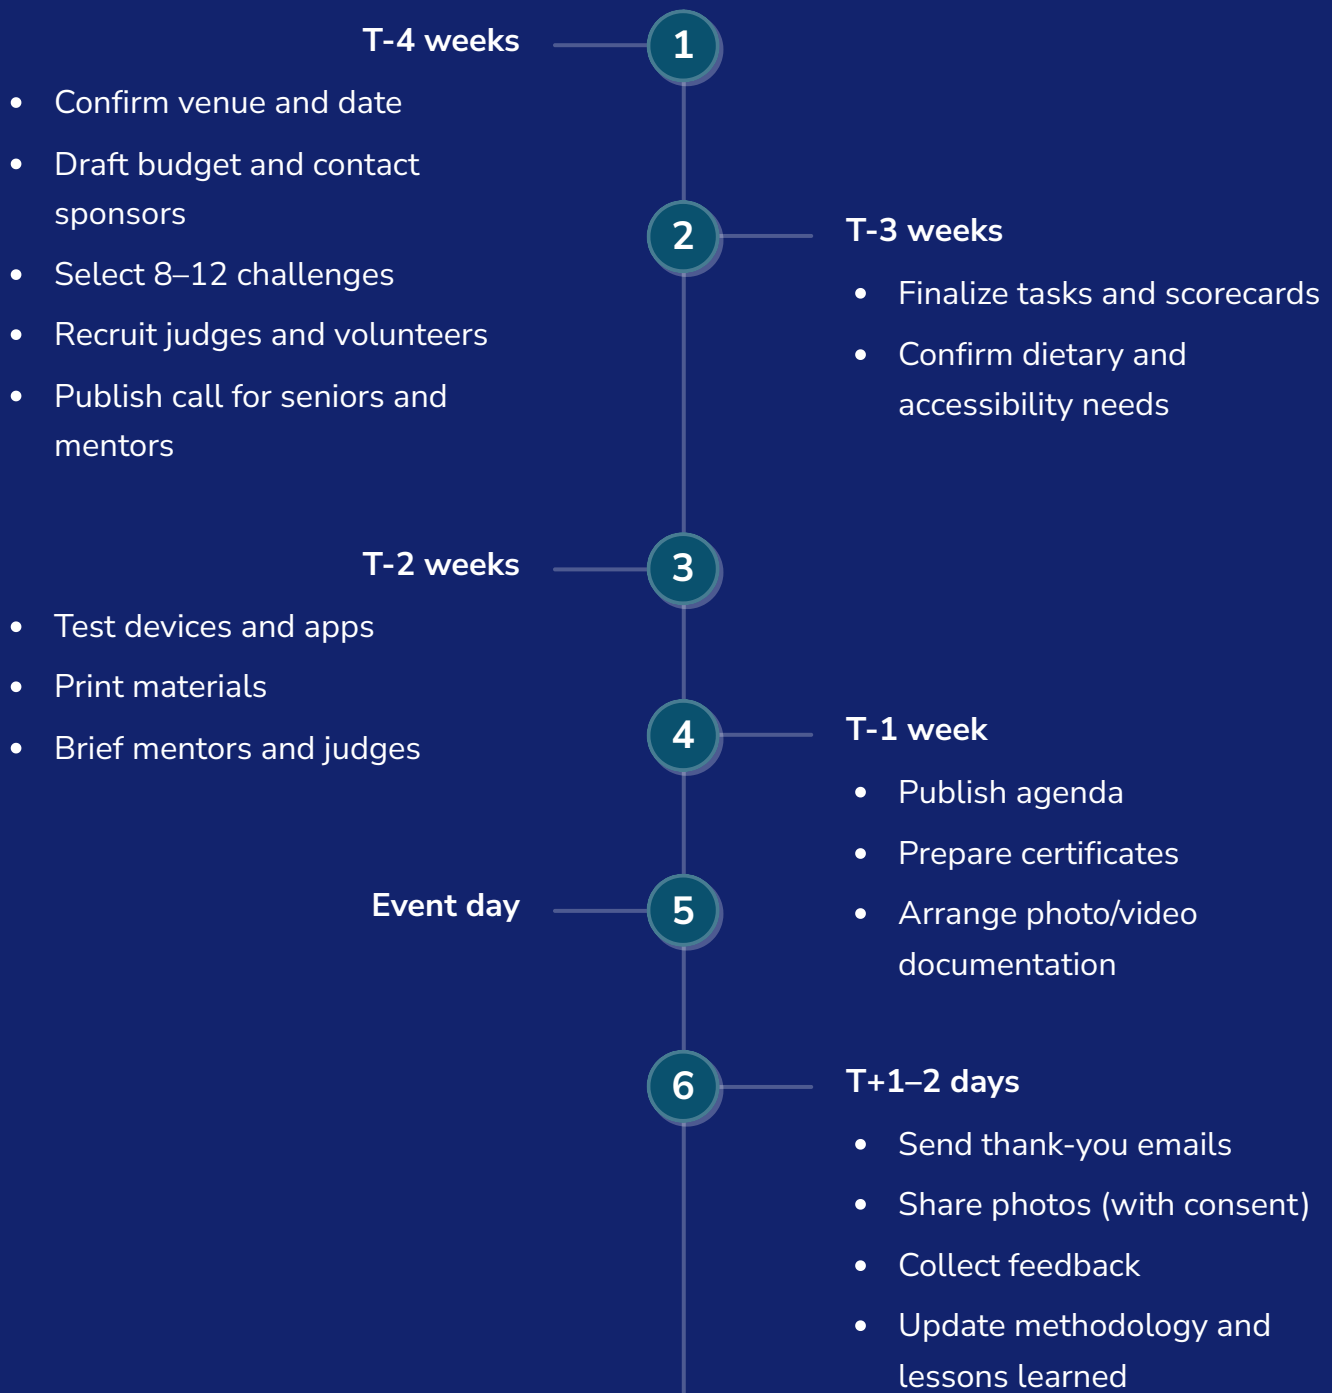 1
T-4 weeks
• Confirm venue and date
• Draft budget and contact
sponsors
• Select 8–12 challenges
• Recruit judges and volunteers
• Publish call for seniors and
mentors
2
T-3 weeks
• Finalize tasks and scorecards
• Confirm dietary and
accessibility needs
3
T-2 weeks
• Test devices and apps
• Print materials
• Brief mentors and judges
4
T-1 week
• Publish agenda
• Prepare certificates
• Arrange photo/video
documentation
5
Event day
6
T+1–2 days
• Send thank-you emails
• Share photos (with consent)
• Collect feedback
• Update methodology and
lessons learned